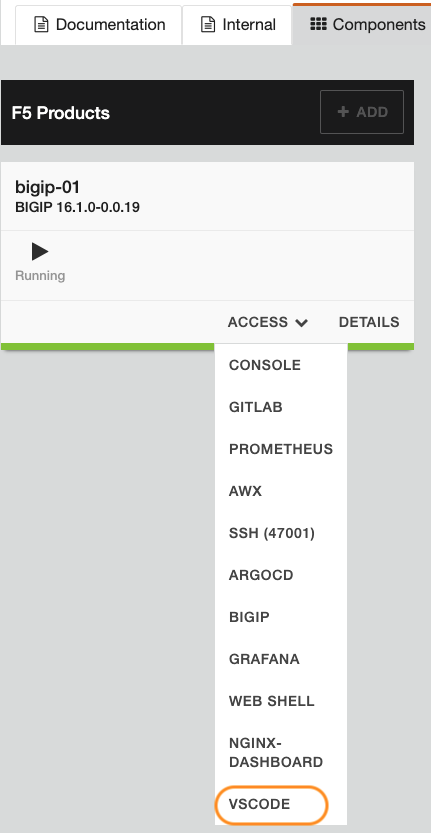 Documentation
Internal
Components
F5 Products
+ ADD
bigip-01
BIGIP 16.1.0-0.0.19
Running
ACCESS
DETAILS
CONSOLE
GITLAB
PROMETHEUS
AWX
SSH (47001)
ARGOCD
BIGIP
GRAFANA
WEB SHELL
NGINX-
DASHBOARD
VSCODE